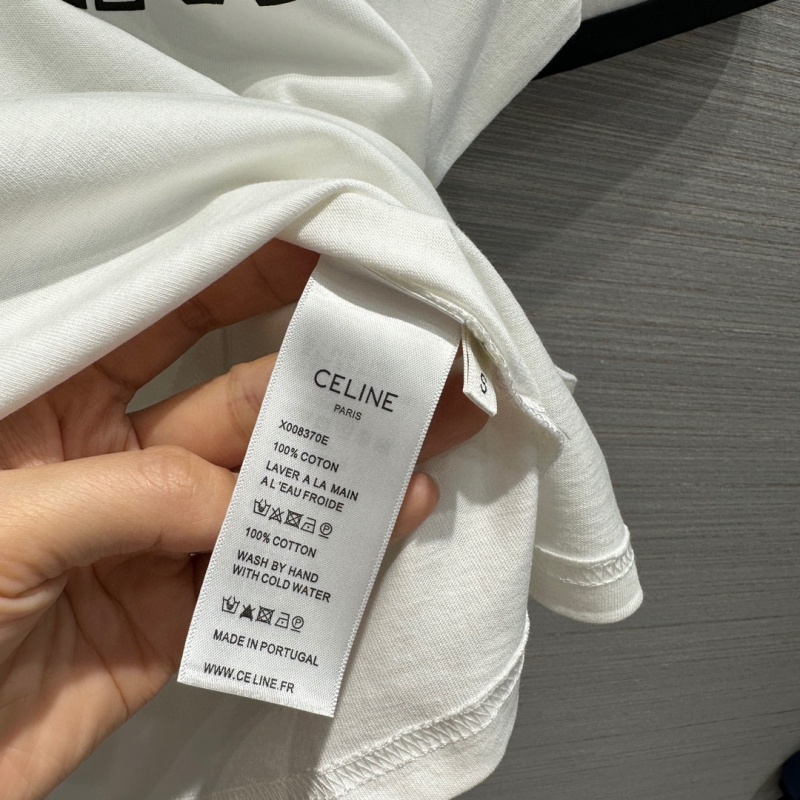 CELINE
PARIS
X008370E
100% COTON
LAVER A LA MAIN
A L'EAU FROIDE
P
100% COTTON
WASH BY HAND
WITH COLD WATER
P
MADE IN PORTUGAL
WWW.CELINE.FR
S